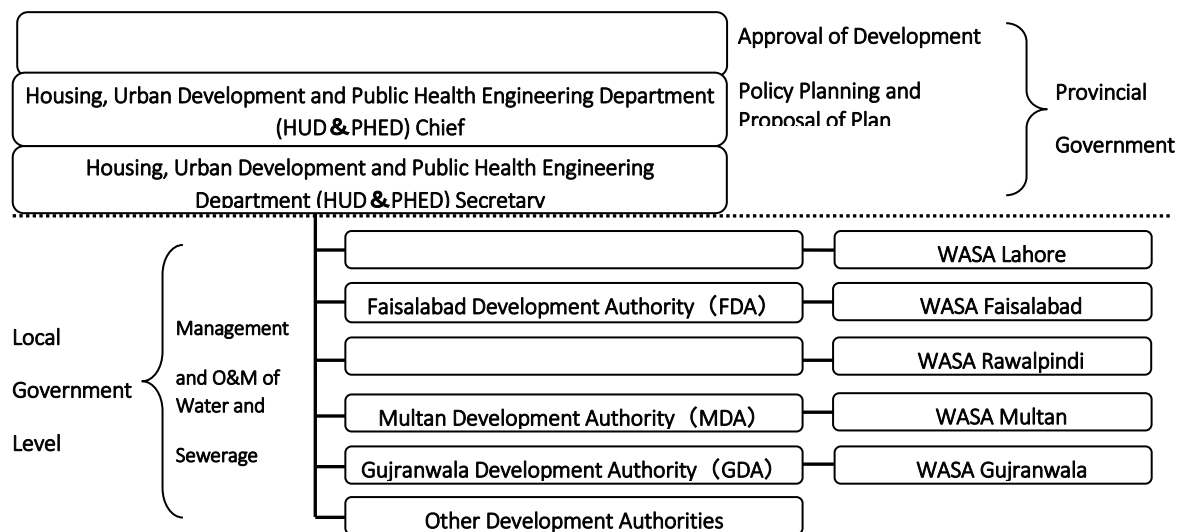 Approval of Development
Housing, Urban Development and Public Health Engineering Department
(HUD＆PHED) Chief
Policy Planning and
Proposal of Plan
Provincial
Government
Housing, Urban Development and Public Health Engineering
Department (HUD＆PHED) Secretary
Local
Government
Level
Management
and O&M of
Water and
Sewerage
WASA Lahore
Faisalabad Development Authority（FDA）
WASA Faisalabad
WASA Rawalpindi
Multan Development Authority（MDA）
WASA Multan
Gujranwala Development Authority（GDA）
WASA Gujranwala
Other Development Authorities